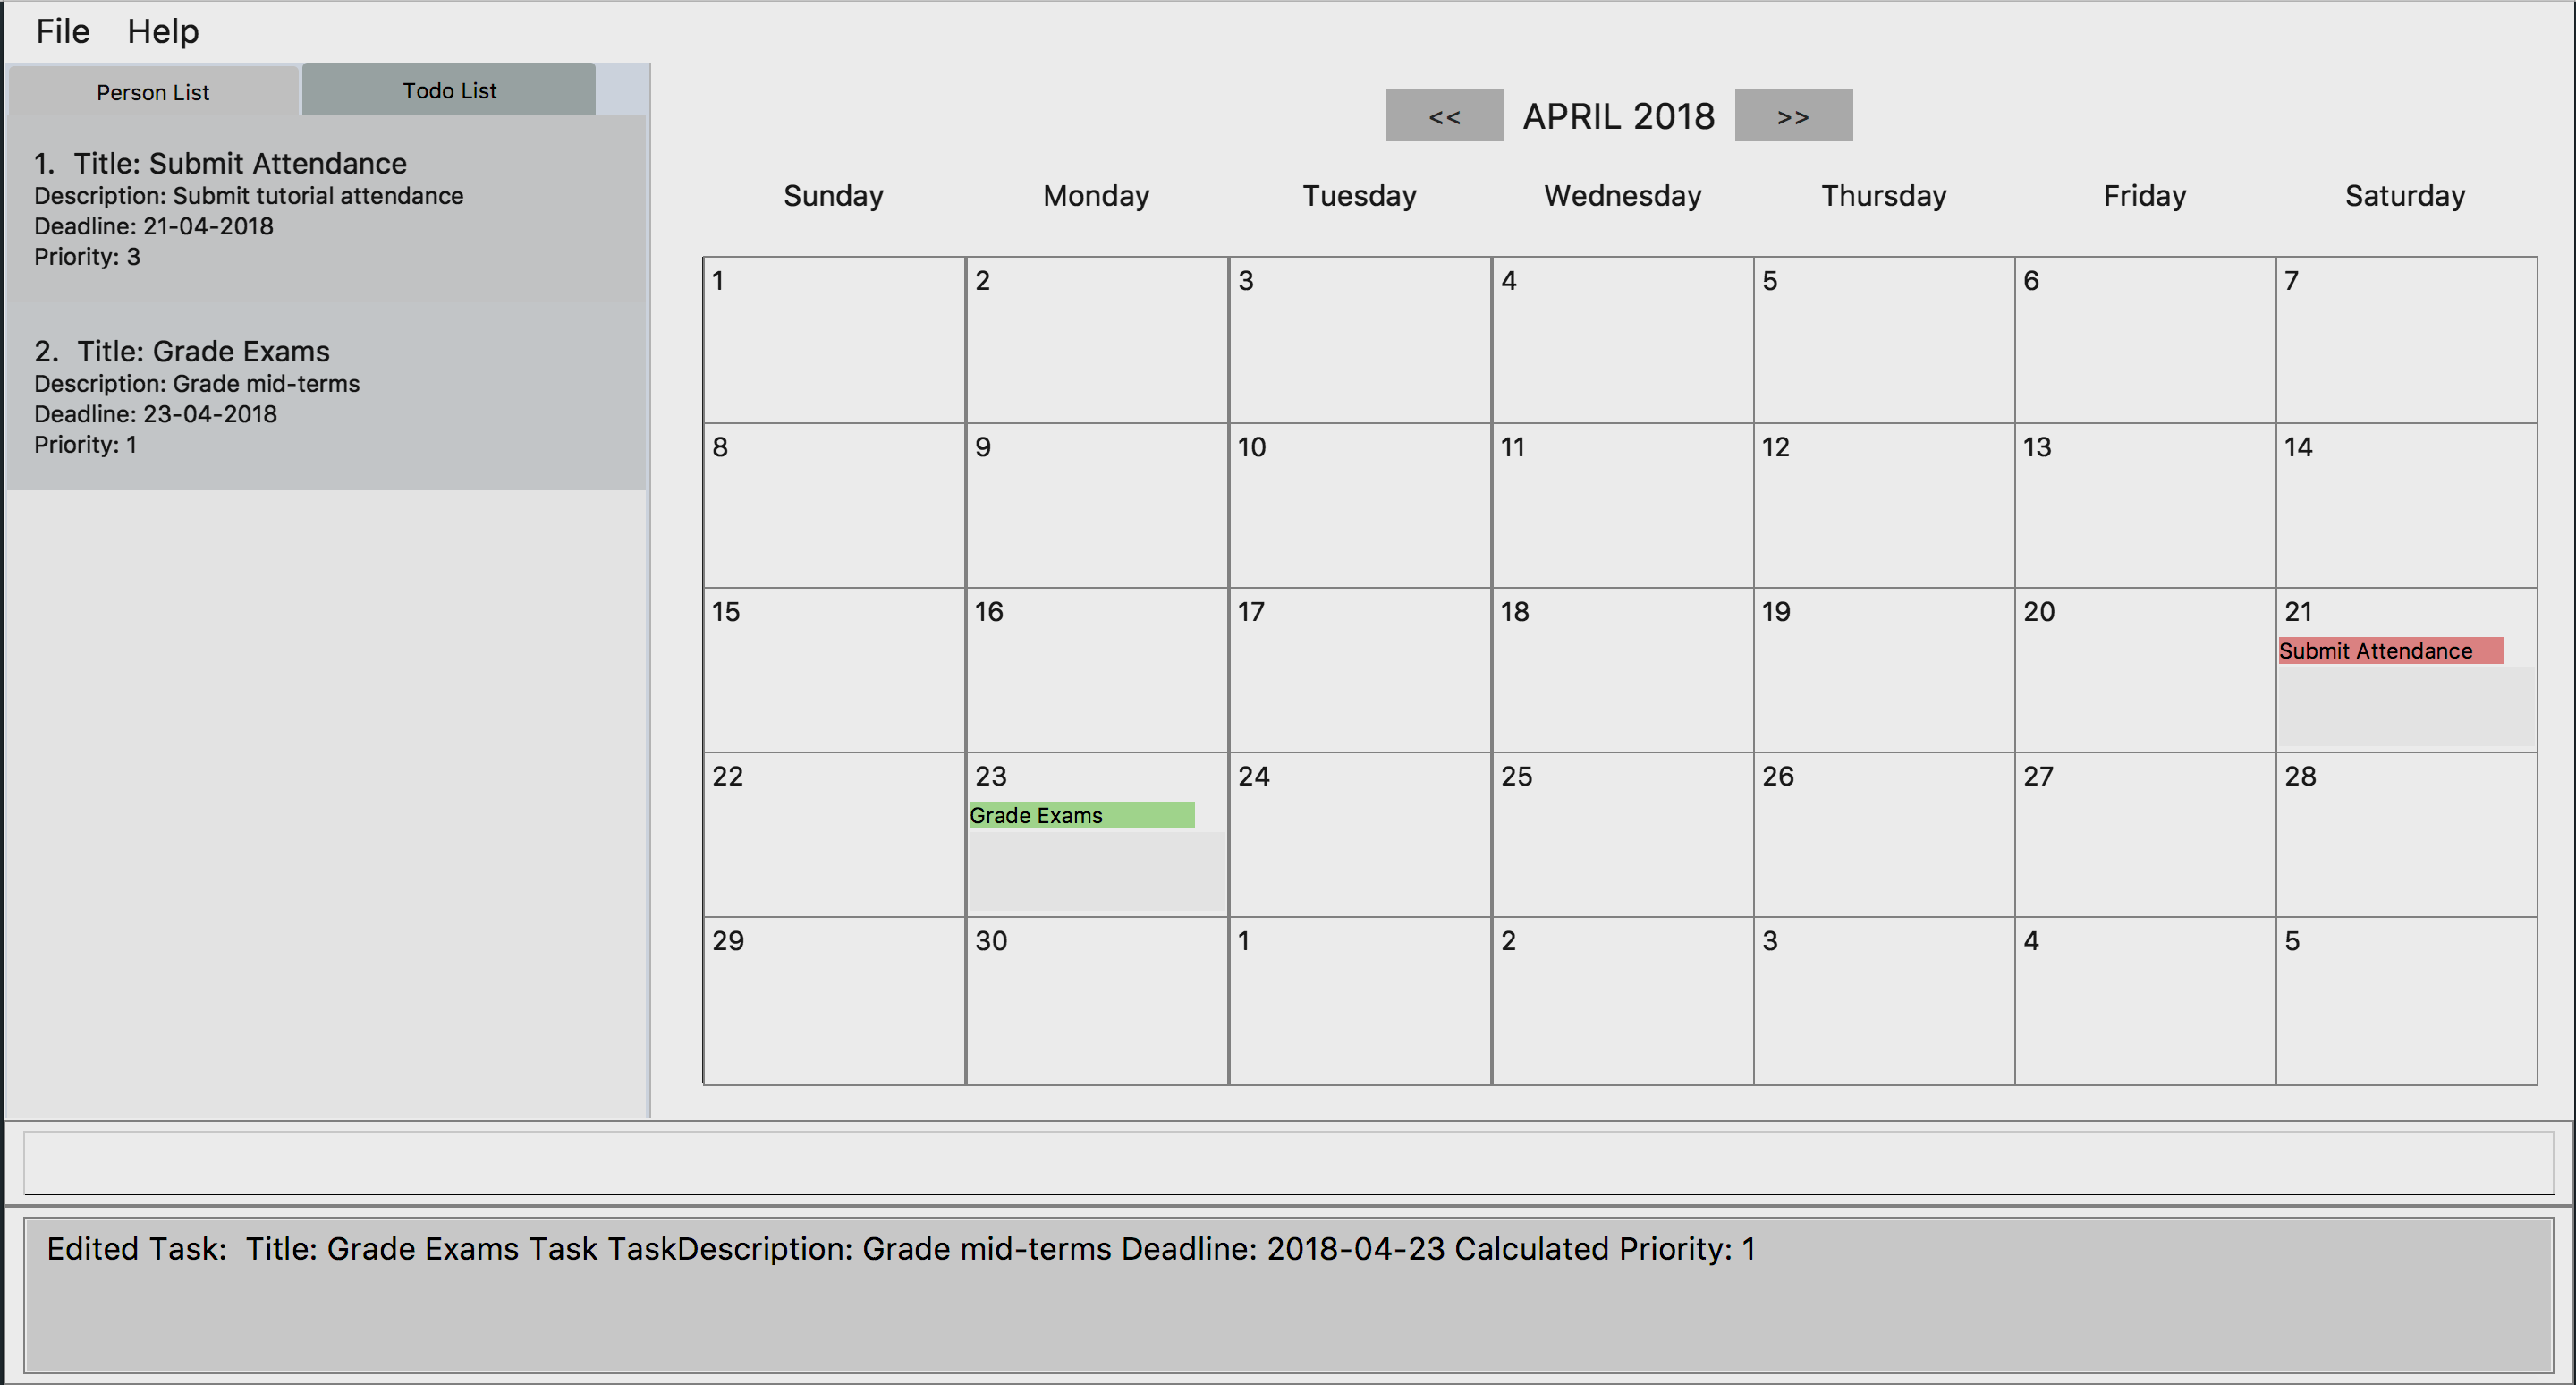 File Help
Person List Todo List
1. Title: Submit Attendance
Description: Submit tutorial attendance
Deadline: 21-04-2018
Priority: 3
2. Title: Grade Exams
Description: Grade mid-terms
Deadline: 23-04-2018
Priority: 1
<< APRIL 2018 >>
Sunday Monday Tuesday Wednesday Thursday Friday Saturday
1 2 3 4 5 6 7
8 9 10 11 12 13 14
15 16 17 18 19 20 21
Submit Attendance
22 23 24 25 26 27 28
Grade Exams
29 30 1 2 3 4 5
Edited Task: Title: Grade Exams Task TaskDescription: Grade mid-terms Deadline: 2018-04-23 Calculated Priority: 1